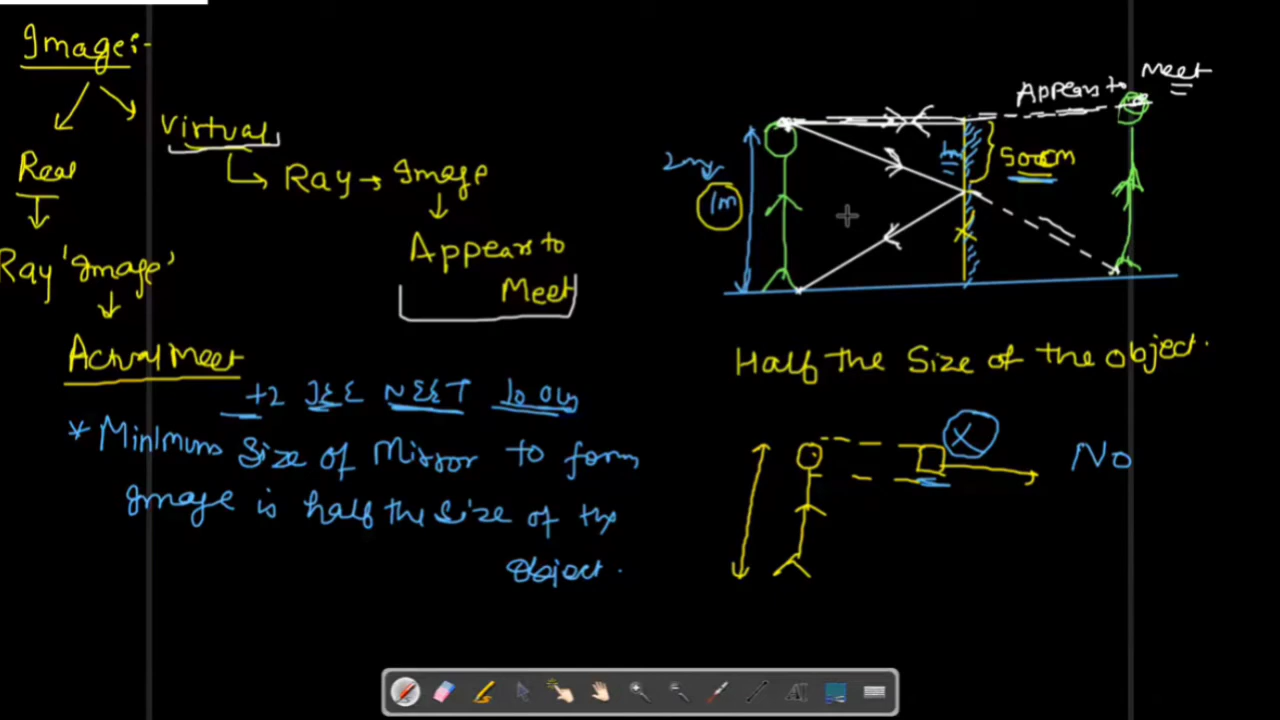 Image:-
Virtual
Real
Ray → Image
Appears to
Meet
Ray 'Image'
Actual Meet
+2 JEE NEET
* Minimum Size of Mirror to form
Image is half the size of the
Object.
Appears to Meet
2m
1m
1m
50cm
Half the Size of the object.
X
No